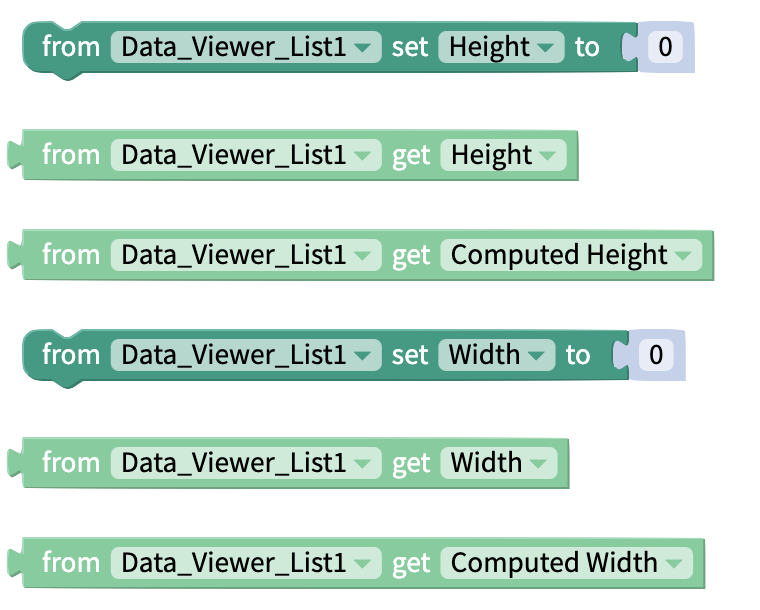 from Data_Viewer_List1 set Height to 0
from Data_Viewer_List1 get Height
from Data_Viewer_List1 get Computed Height
from Data_Viewer_List1 set Width to 0
from Data_Viewer_List1 get Width
from Data_Viewer_List1 get Computed Width